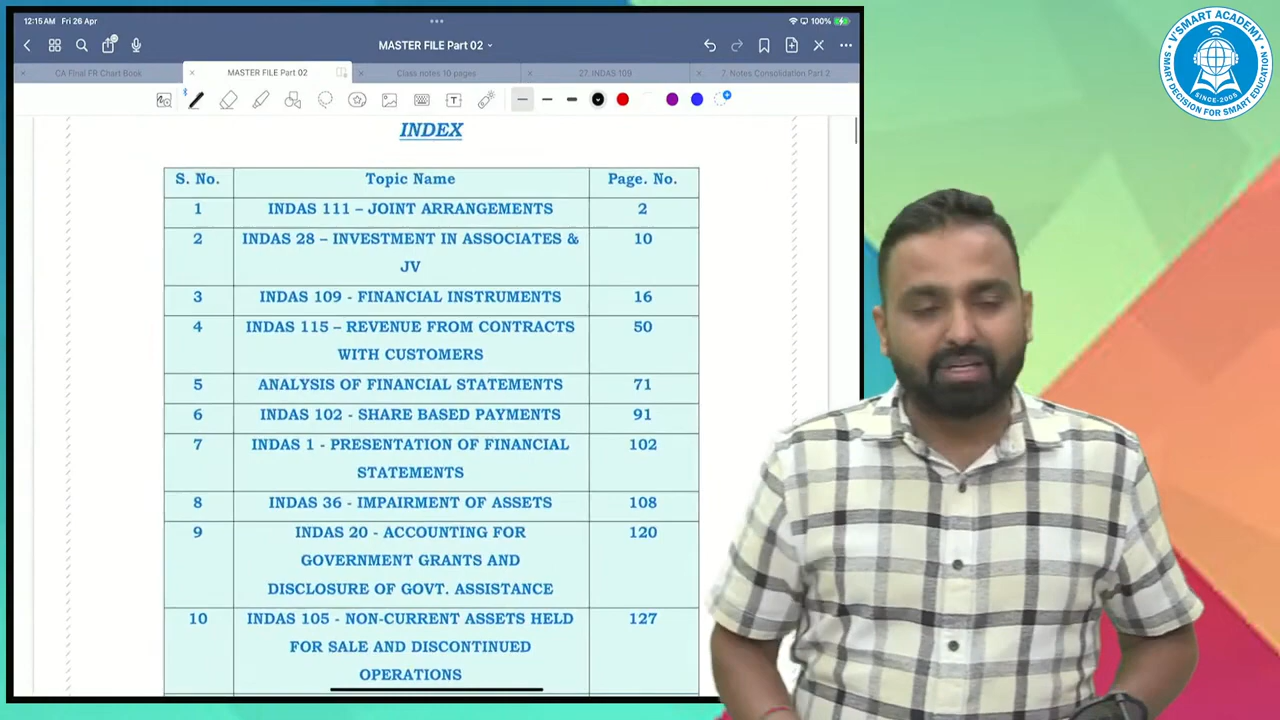 12:15 AM Fri 26 Apr
100%
MASTER FILE Part 02
CA Final FR Chart Book
MASTER FILE Part 02
Class notes 10 pages
27. INDAS 109
7. Notes Consolidation Part 2
INDEX
S. No. Topic Name Page. No.
1 INDAS 111 – JOINT ARRANGEMENTS 2
2 INDAS 28 – INVESTMENT IN ASSOCIATES & 10
JV
3 INDAS 109 - FINANCIAL INSTRUMENTS 16
4 INDAS 115 – REVENUE FROM CONTRACTS 50
WITH CUSTOMERS
5 ANALYSIS OF FINANCIAL STATEMENTS 71
6 INDAS 102 - SHARE BASED PAYMENTS 91
7 INDAS 1 - PRESENTATION OF FINANCIAL 102
STATEMENTS
8 INDAS 36 - IMPAIRMENT OF ASSETS 108
9 INDAS 20 - ACCOUNTING FOR 120
GOVERNMENT GRANTS AND
DISCLOSURE OF GOVT. ASSISTANCE
10 INDAS 105 - NON-CURRENT ASSETS HELD 127
FOR SALE AND DISCONTINUED
OPERATIONS
V'SMART ACADEMY
SMART DECISION FOR SMART EDUCATION
SINCE-2005